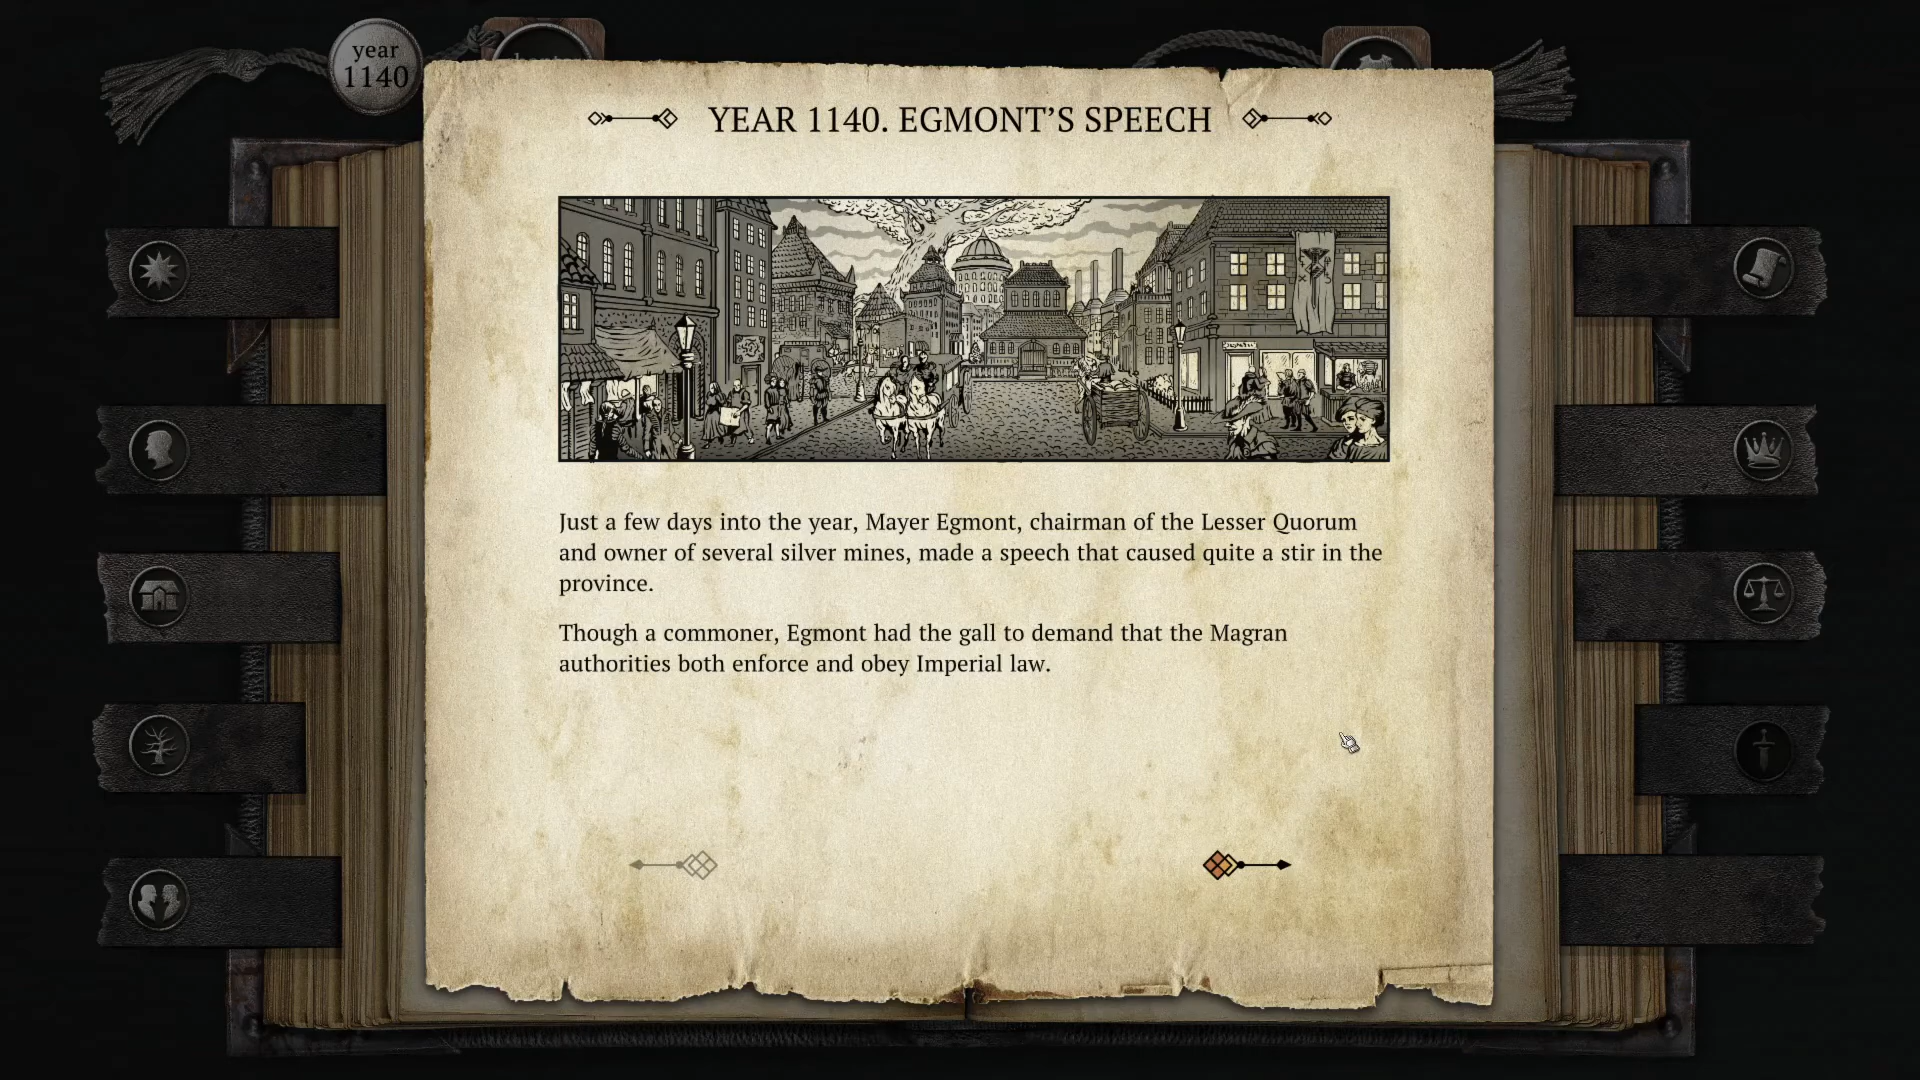 year
1140
YEAR 1140. EGMONT’S SPEECH
Just a few days into the year, Mayer Egmont, chairman of the Lesser Quorum
and owner of several silver mines, made a speech that caused quite a stir in the
province.
Though a commoner, Egmont had the gall to demand that the Magran
authorities both enforce and obey Imperial law.